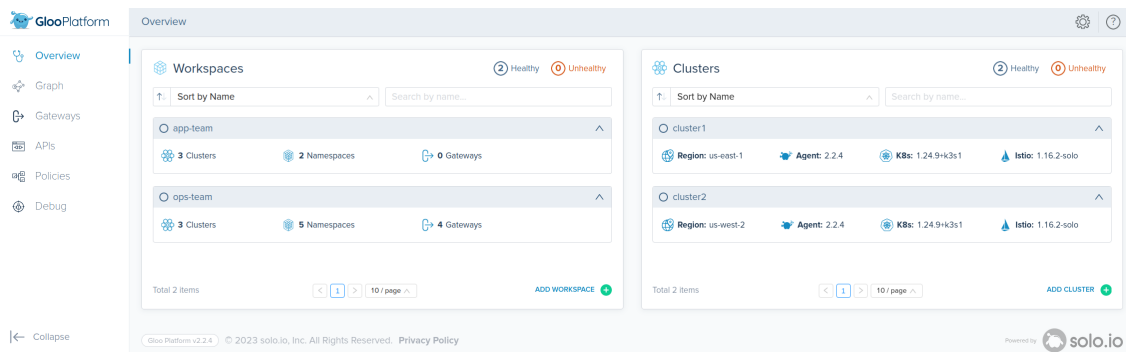 GlooPlatform
Overview
Overview
Graph
Gateways
APIs
Policies
Debug
Collapse
Workspaces
2 Healthy
0 Unhealthy
Sort by Name
Search by name...
app-team
3 Clusters
2 Namespaces
0 Gateways
ops-team
3 Clusters
5 Namespaces
4 Gateways
Total 2 items
1
10 / page
ADD WORKSPACE
Clusters
2 Healthy
0 Unhealthy
Sort by Name
Search by name...
cluster1
Region: us-east-1
Agent: 2.2.4
K8s: 1.24.9+k3s1
Istio: 1.16.2-solo
cluster2
Region: us-west-2
Agent: 2.2.4
K8s: 1.24.9+k3s1
Istio: 1.16.2-solo
Total 2 items
1
10 / page
ADD CLUSTER
Gloo Platform v2.2.4
© 2023 solo.io, Inc. All Rights Reserved. Privacy Policy
Powered by
solo.io